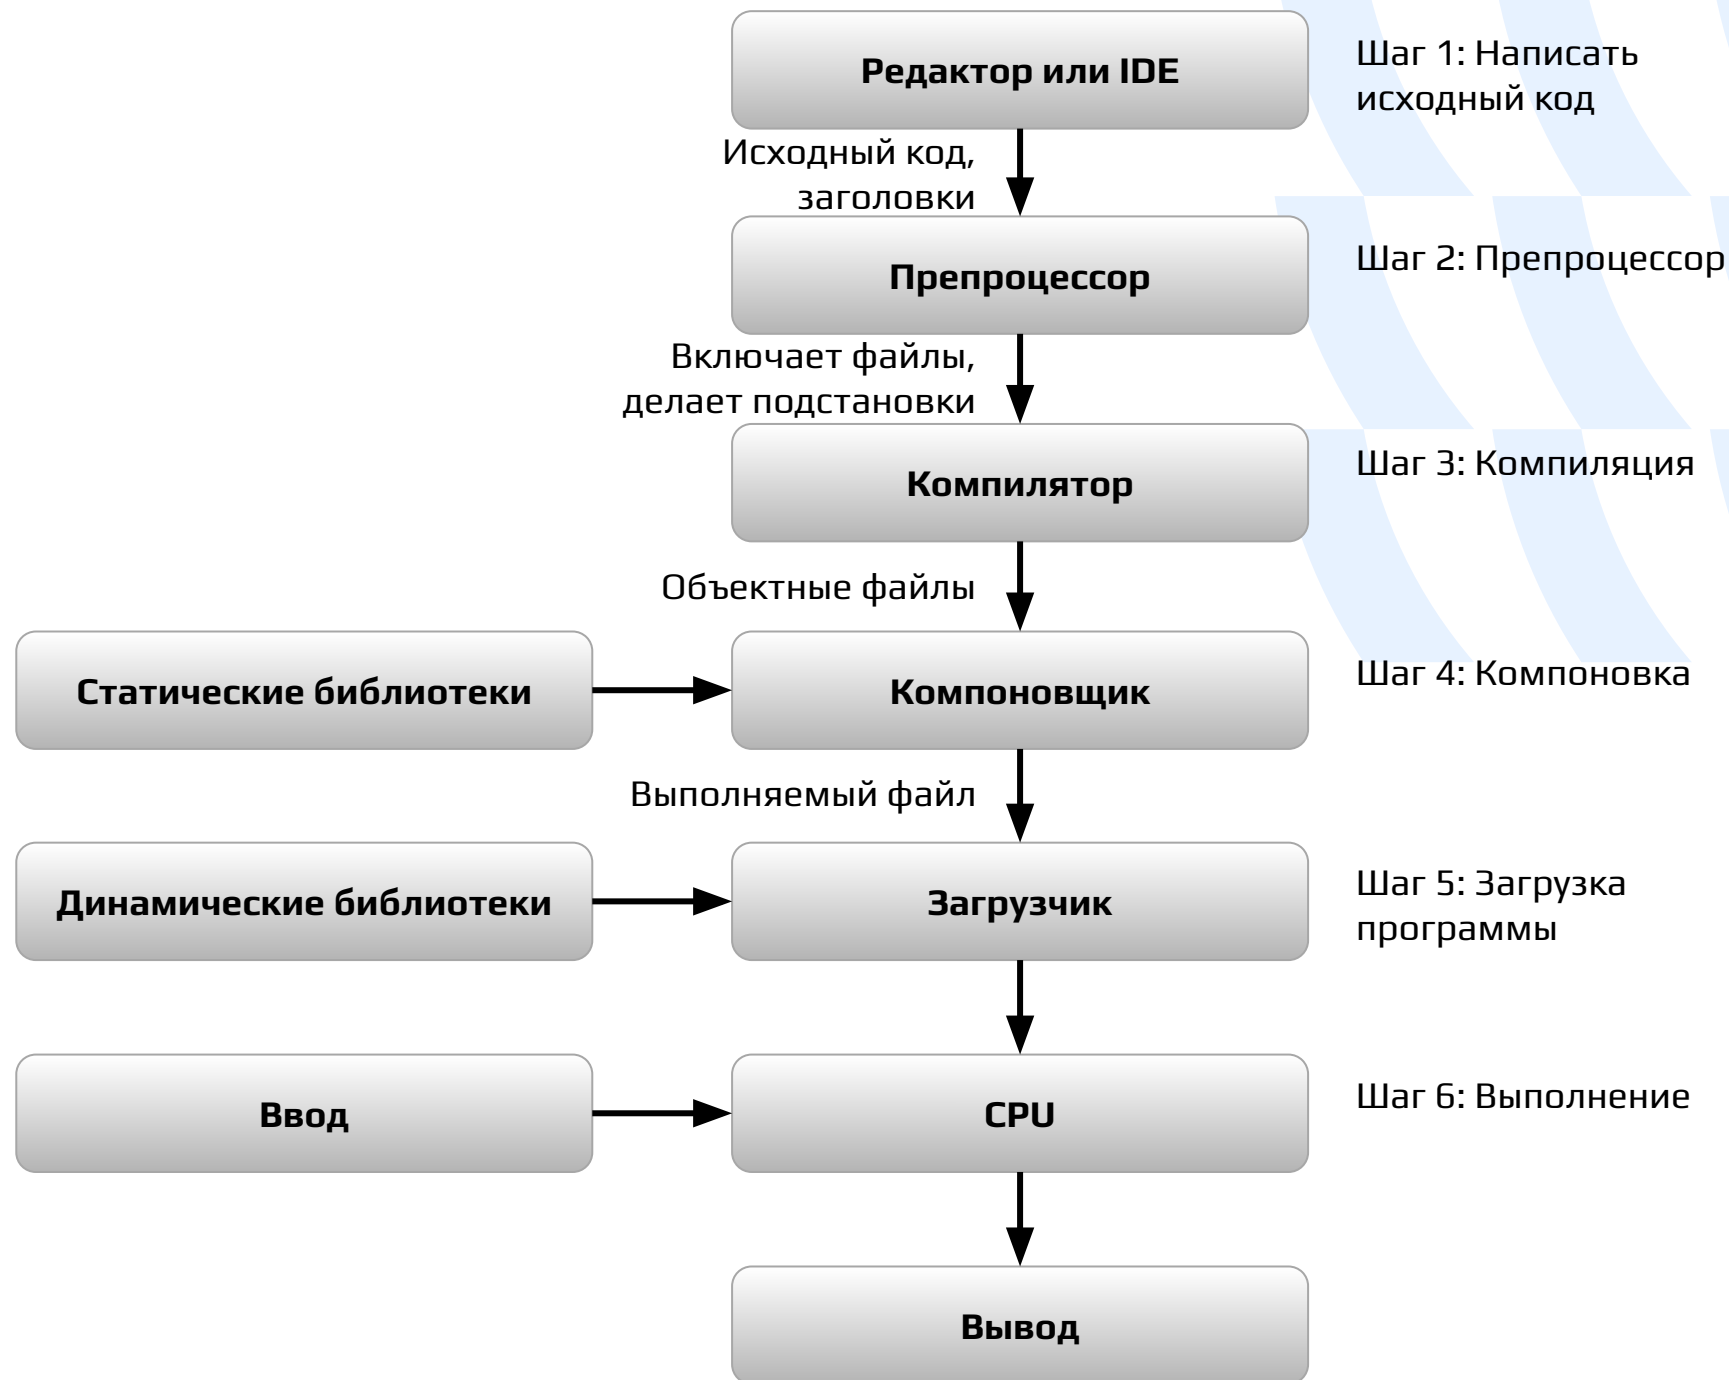 Редактор или IDE
Шаг 1: Написать
исходный код
Исходный код,
заголовки
Препроцессор
Шаг 2: Препроцессор
Включает файлы,
делает подстановки
Компилятор
Шаг 3: Компиляция
Объектные файлы
Статические библиотеки
Компоновщик
Шаг 4: Компоновка
Выполняемый файл
Динамические библиотеки
Загрузчик
Шаг 5: Загрузка
программы
Ввод
CPU
Шаг 6: Выполнение
Вывод